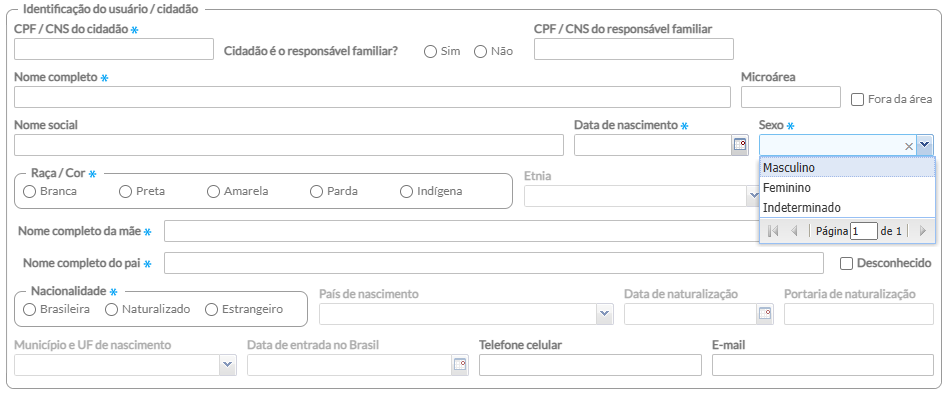 Identificação do usuário / cidadão
CPF / CNS do cidadão *
Cidadão é o responsável familiar? Sim Não
CPF / CNS do responsável familiar
Nome completo *
Microárea
Fora da área
Nome social
Data de nascimento *
Sexo *
Masculino
Feminino
Indeterminado
Página 1 de 1
Raça / Cor *
Branca Preta Amarela Parda Indígena
Etnia
Nome completo da mãe *
Nome completo do pai *
Desconhecido
Nacionalidade *
Brasileira Naturalizado Estrangeiro
País de nascimento
Data de naturalização
Portaria de naturalização
Município e UF de nascimento
Data de entrada no Brasil
Telefone celular
E-mail